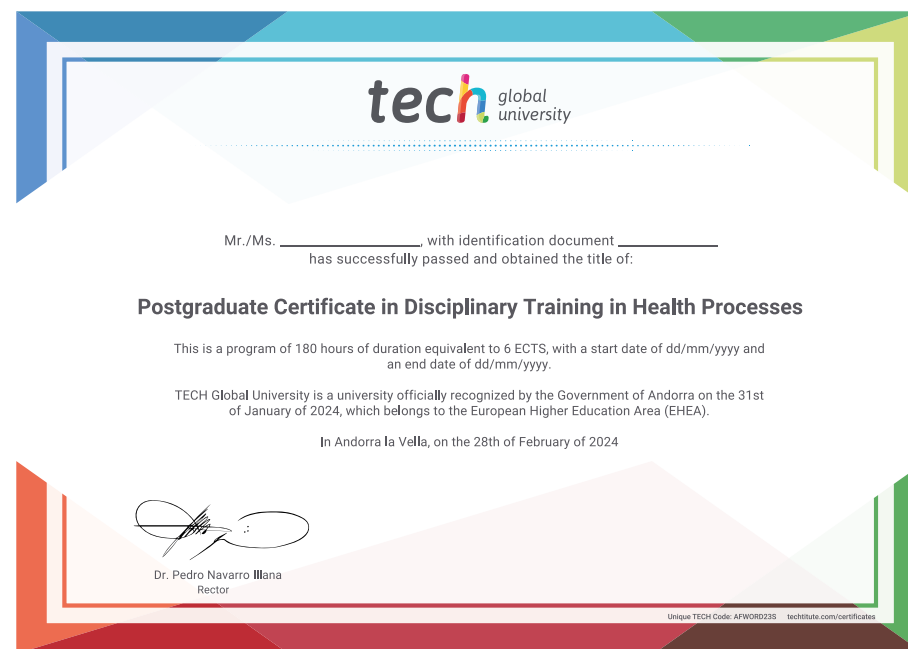 tech global university
Mr./Ms. ____________, with identification document ____________
has successfully passed and obtained the title of:
Postgraduate Certificate in Disciplinary Training in Health Processes
This is a program of 180 hours of duration equivalent to 6 ECTS, with a start date of dd/mm/yyyy and
an end date of dd/mm/yyyy.
TECH Global University is a university officially recognized by the Government of Andorra on the 31st
of January of 2024, which belongs to the European Higher Education Area (EHEA).
In Andorra la Vella, on the 28th of February of 2024
Dr. Pedro Navarro Illana
Rector
Unique TECH Code: AFWORD23S techtitute.com/certificates